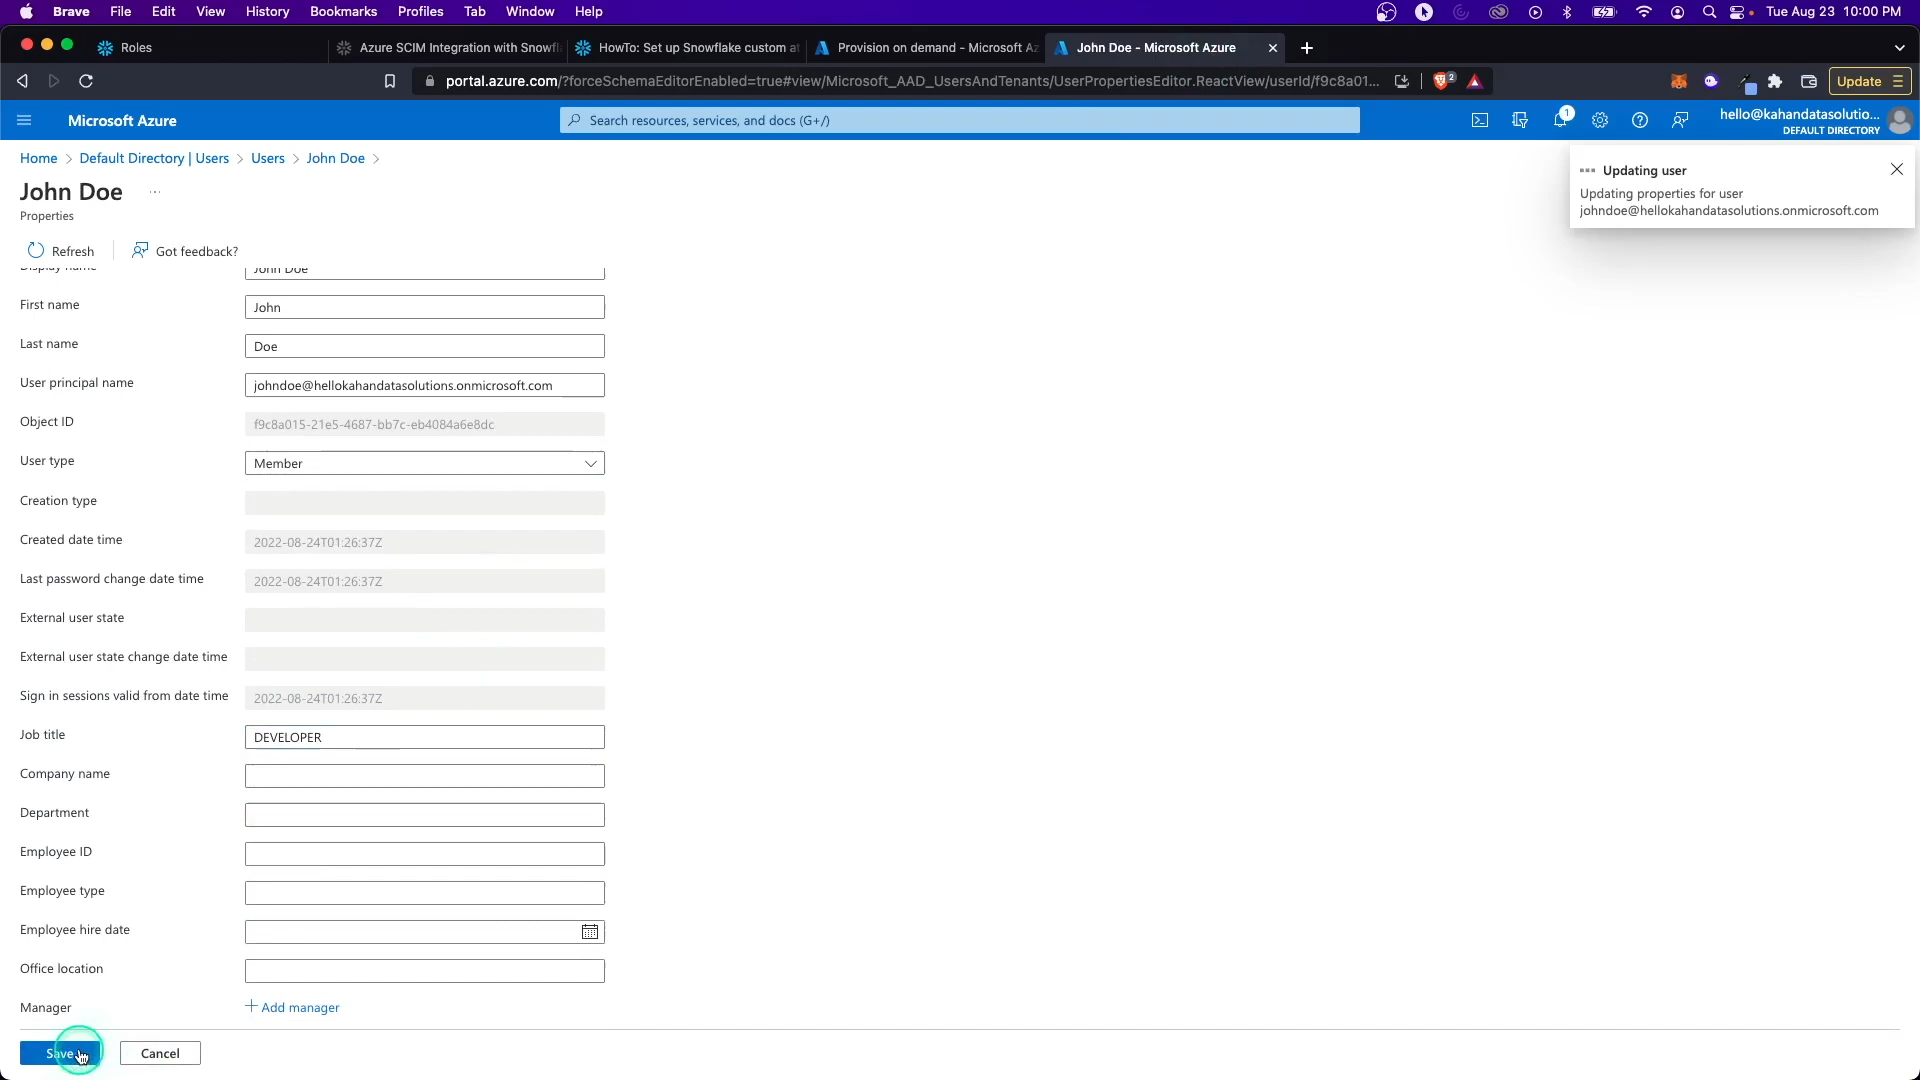 Brave File Edit View History Bookmarks Profiles Tab Window Help
Tue Aug 23 10:00 PM
Roles
Azure SCIM Integration with Snowfl
HowTo: Set up Snowflake custom at
Provision on demand - Microsoft Az
John Doe - Microsoft Azure
portal.azure.com/?forceSchemaEditorEnabled=true#view/Microsoft_AAD_UsersAndTenants/UserPropertiesEditor.ReactView/userId/f9c8a01...
2
Update
Microsoft Azure
Search resources, services, and docs (G+/)
1
hello@kahandatasolutio...
DEFAULT DIRECTORY
Home > Default Directory | Users > Users > John Doe >
John Doe ...
Properties
Refresh
Got feedback?
Updating user
Updating properties for user
johndoe@hellokahandatasolutions.onmicrosoft.com
Display name John Doe
First name John
Last name Doe
User principal name johndoe@hellokahandatasolutions.onmicrosoft.com
Object ID f9c8a015-21e5-4687-bb7c-eb4084a6e8dc
User type Member
Creation type
Created date time 2022-08-24T01:26:37Z
Last password change date time 2022-08-24T01:26:37Z
External user state
External user state change date time
Sign in sessions valid from date time 2022-08-24T01:26:37Z
Job title DEVELOPER
Company name
Department
Employee ID
Employee type
Employee hire date
Office location
Manager + Add manager
Save Cancel